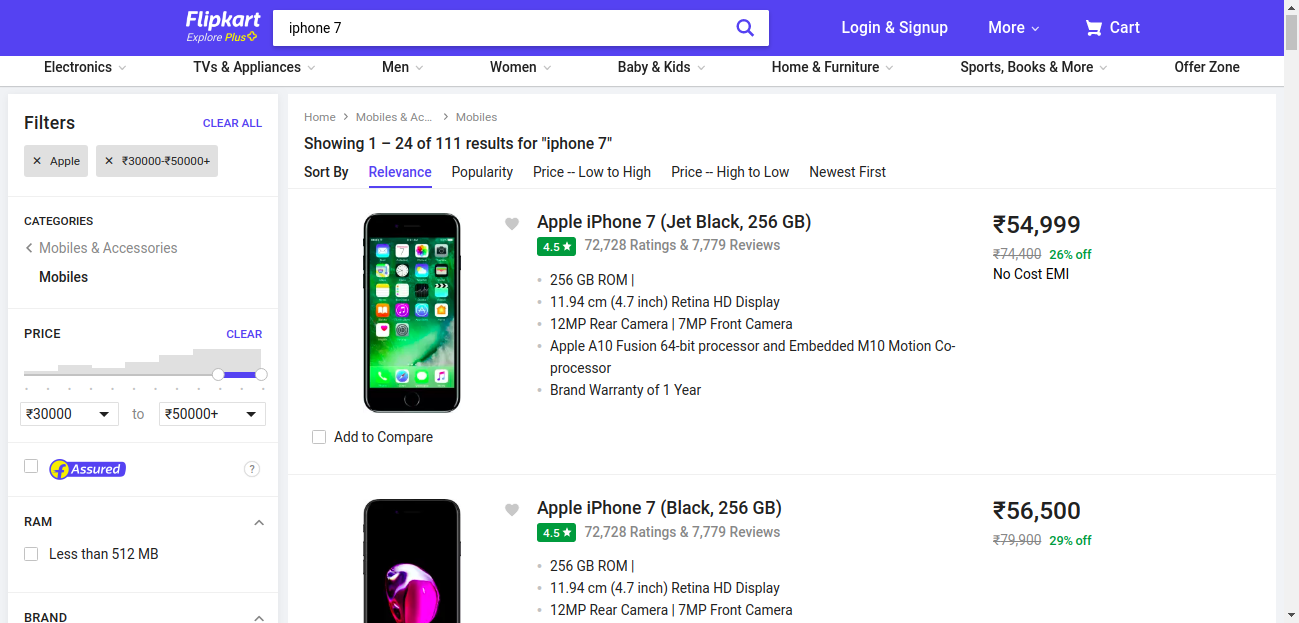 Flipkart
Explore Plus
iphone 7
Login & Signup
More
Cart
Electronics
TVs & Appliances
Men
Women
Baby & Kids
Home & Furniture
Sports, Books & More
Offer Zone
Filters
CLEAR ALL
✕ Apple
✕ ₹30000-₹50000+
CATEGORIES
Mobiles & Accessories
Mobiles
PRICE
CLEAR
₹30000
to
₹50000+
Assured
?
RAM
Less than 512 MB
BRAND
Home > Mobiles & Ac... > Mobiles
Showing 1 – 24 of 111 results for "iphone 7"
Sort By
Relevance
Popularity
Price -- Low to High
Price -- High to Low
Newest First
Apple iPhone 7 (Jet Black, 256 GB)
4.5 ★ 72,728 Ratings & 7,779 Reviews
256 GB ROM |
11.94 cm (4.7 inch) Retina HD Display
12MP Rear Camera | 7MP Front Camera
Apple A10 Fusion 64-bit processor and Embedded M10 Motion Co-
processor
Brand Warranty of 1 Year
₹54,999
₹74,400 26% off
No Cost EMI
Add to Compare
Apple iPhone 7 (Black, 256 GB)
4.5 ★ 72,728 Ratings & 7,779 Reviews
256 GB ROM |
11.94 cm (4.7 inch) Retina HD Display
12MP Rear Camera | 7MP Front Camera
₹56,500
₹79,900 29% off